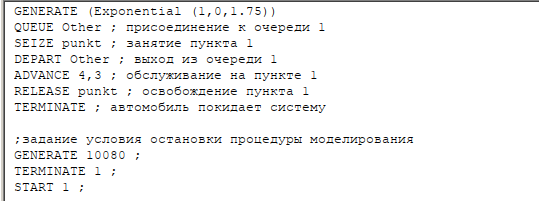 GENERATE (Exponential (1,0,1.75))
QUEUE Other ; присоединение к очереди 1
SEIZE punkt ; занятие пункта 1
DEPART Other ; выход из очереди 1
ADVANCE 4,3 ; обслуживание на пункте 1
RELEASE punkt ; освобождение пункта 1
TERMINATE ; автомобиль покидает систему
;задание условия остановки процедуры моделирования
GENERATE 10080 ;
TERMINATE 1 ;
START 1 ;